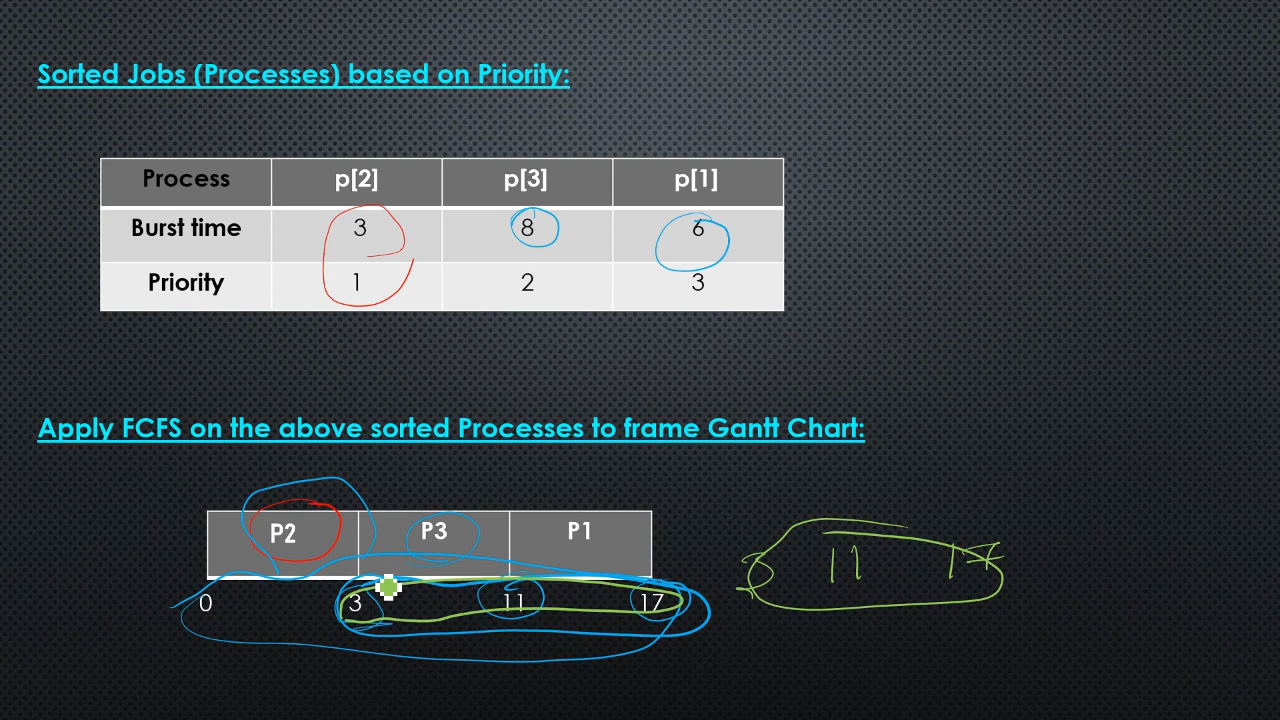 Sorted Jobs (Processes) based on Priority:
Process p[2] p[3] p[1]
Burst time 3 8 6
Priority 1 2 3
Apply FCFS on the above sorted Processes to frame Gantt Chart:
P2 P3 P1
0 3 11 17
3 11 17